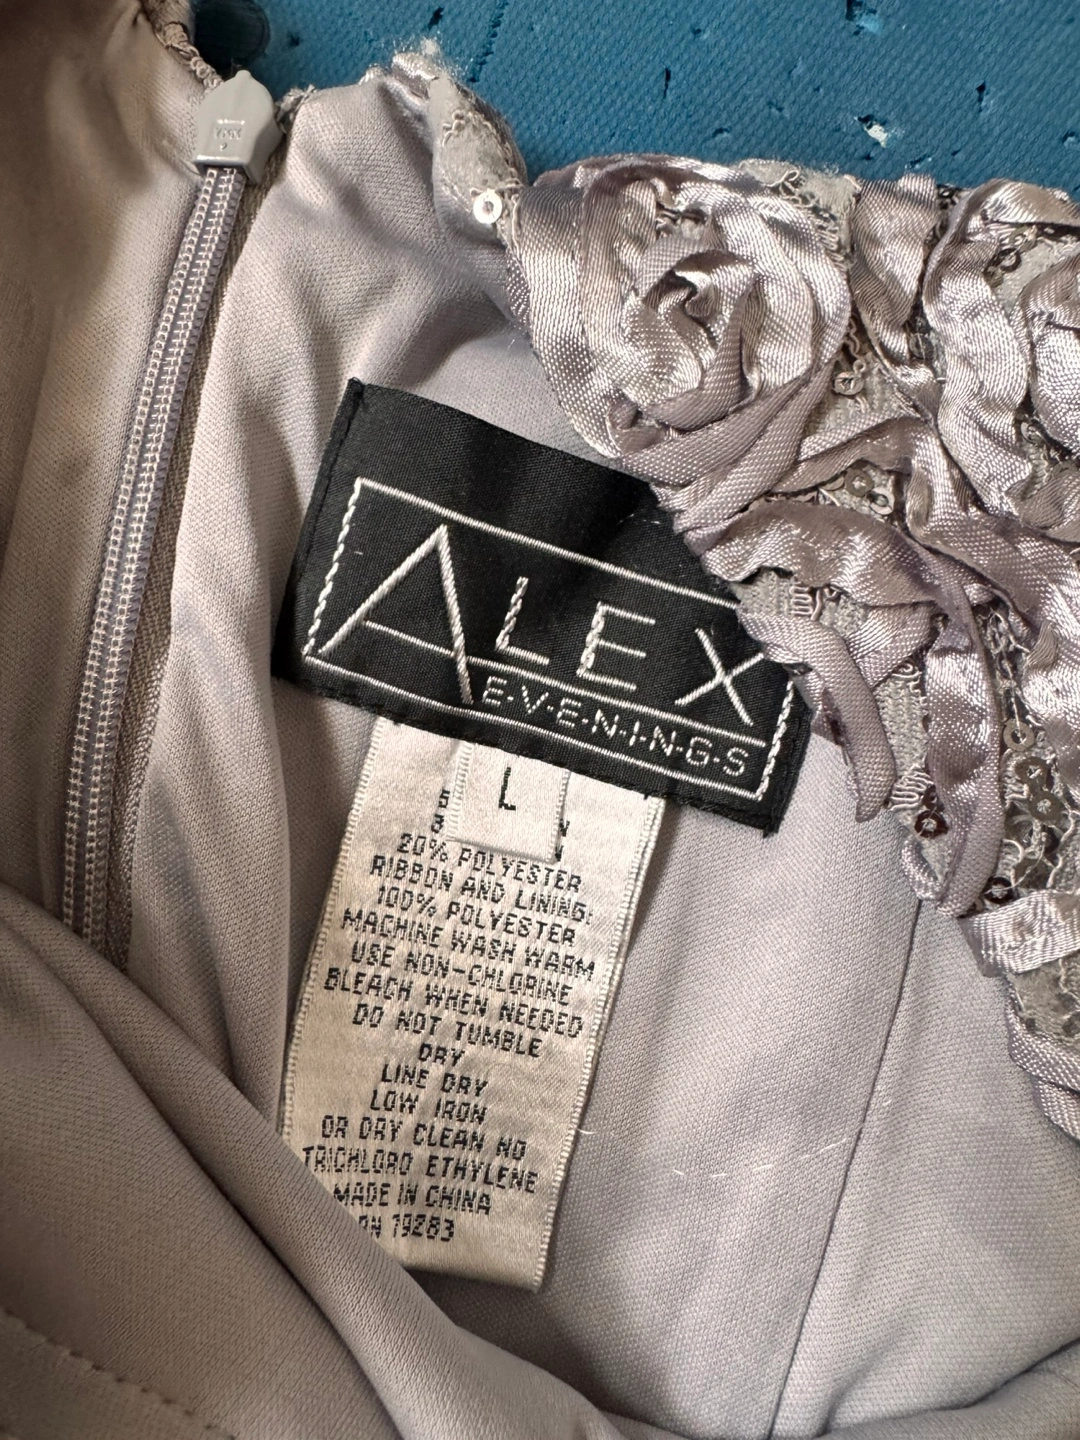 ALEX
E·V·E·N·I·N·G·S
L
20% POLYESTER
RIBBON AND LINING:
100% POLYESTER
MACHINE WASH WARM
USE NON-CHLORINE
BLEACH WHEN NEEDED
DO NOT TUMBLE
DRY
LINE DRY
LOW IRON
OR DRY CLEAN NO
TRICHLORO ETHYLENE
MADE IN CHINA
79283